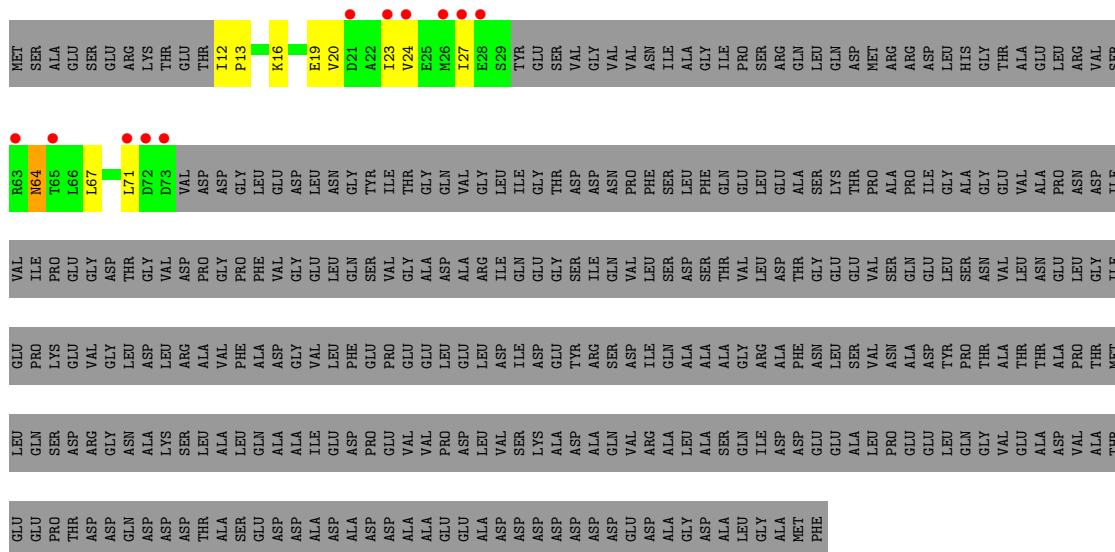 MET SER ALA GLU SER GLU ARG LYS THR GLU THR I12 P13 K16 E19 V20 D21 A22 I23 V24 E25 M26 I27 E28 S29 TYR GLU SER VAL GLY VAL VAL ASN ILE ALA GLY ILE PRO SER SER ARG GLN LEU GLN ASP MET ARG ARG ASP LEU HIS GLY THR ALA GLU LEU ARG VAL SER
R63 N64 T65 L66 L67 L71 D72 D73 VAL ASP ASP GLY LEU GLU ASP LEU ASN GLY TYR ILE THR GLY GLN VAL GLY LEU ILE GLY THR ASP ASP ASN PRO PHE SER LEU PHE GLN GLU LEU GLU ALA SER LYS THR PRO ALA PRO ILE GLY ALA GLY GLU VAL ALA PRO ASN ASP ILE
VAL ILE PRO GLU GLY ASP THR GLY VAL ASP PRO GLY PRO PHE VAL GLY GLU LEU GLN SER VAL GLY ALA ASP ALA ARG ILE GLN GLU GLY SER ILE GLN VAL LEU SER ASP SER THR VAL LEU ASP THR GLY GLU GLU VAL SER GLN GLU LEU SER ASN VAL LEU ASN GLU LEU GLY ILE
GLU PRO LYS GLU VAL GLY LEU ASP LEU ARG ALA VAL PHE ALA ASP GLY VAL LEU PHE GLU PRO GLU GLU LEU GLU LEU ASP ILE ASP GLU TYR ARG SER ASP ILE GLN ALA ALA ALA GLY ARG ALA PHE ASN LEU SER VAL ASN ALA ASP TYR PRO THR ALA THR THR ALA PRO THR MET
LEU GLN SER ASP ARG GLY ASN ALA LYS SER LEU ALA LEU GLN ALA ALA ILE GLU ASP PRO GLU VAL VAL PRO ASP LEU VAL SER LYS ALA ASP ALA GLN VAL ARG ALA LEU ALA SER GLN ILE ASP ASP GLU GLU ALA LEU PRO GLU GLU LEU GLN GLY VAL GLU ALA ASP VAL ALA THR
GLU GLU PRO THR ASP ASP GLN ASP ASP ASP THR ALA SER GLU ASP ASP ASP ALA ASP ALA ASP ASP ALA ALA GLU GLU ALA ASP ASP ASP ASP ASP ASP ASP GLU ASP ALA GLY ASP ALA LEU GLY ALA MET PHE